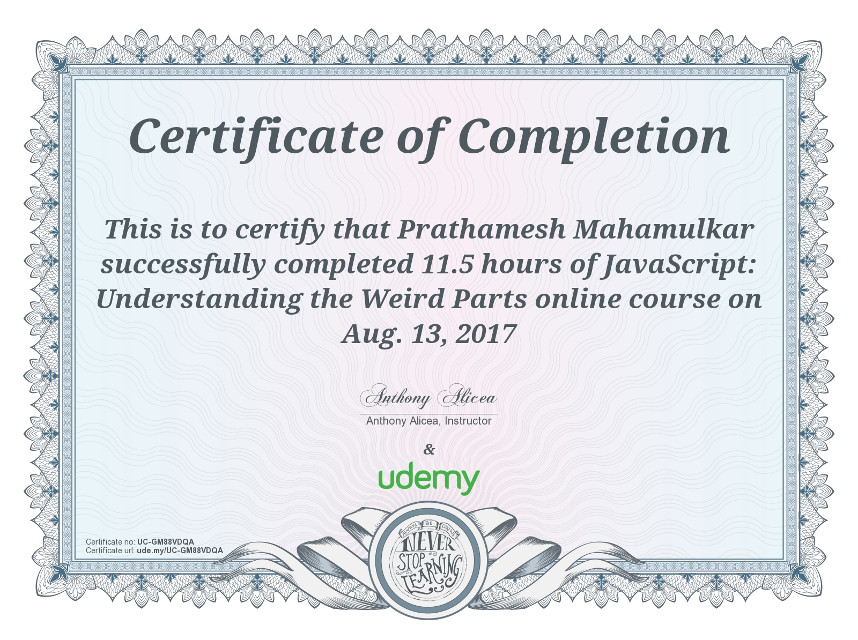 Certificate of Completion
This is to certify that Prathamesh Mahamulkar
successfully completed 11.5 hours of JavaScript:
Understanding the Weird Parts online course on
Aug. 13, 2017
Anthony Alicea
Anthony Alicea, Instructor
&
udemy
Certificate no: UC-GM88VDQA
Certificate url: ude.my/UC-GM88VDQA
NEVER
STOP
LEARNING